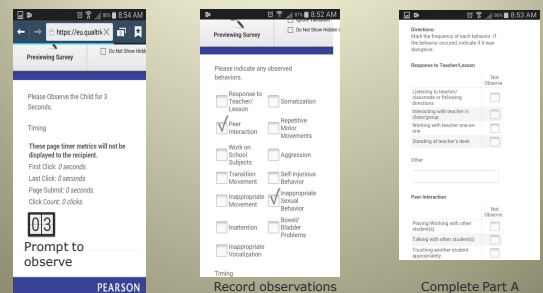 86% 8:54 AM
https://eu.qualtric
Previewing Survey
Do Not Show Hidd
Please Observe the Child for 3
Seconds.
Timing
These page timer metrics will not be
displayed to the recipient.
First Click: 0 seconds.
Last Click: 0 seconds.
Page Submit: 0 seconds.
Click Count: 0 clicks.
03
Prompt to
observe
PEARSON
8:52 AM
Previewing Survey
Do Not Show Hidden
Please indicate any observed
behaviors.
Response to
Teacher/
Lesson
Somatization
Peer
Interaction
Repetitive
Motor
Movements
Work on
School
Subjects
Aggression
Transition
Movement
Self-Injurious
Behavior
Inappropriate
Movement
Inappropriate
Sexual
Behavior
Inattention
Bowel/
Bladder
Problems
Inappropriate
Vocalization
Timing
Record observations
86% 8:53 AM
Directions:
Mark the frequency of each behavior. If
the behavior occured, indicate if it was
disruptive.
Response to Teacher/Lesson
Not
Observe
Listening to teacher/
classmate or following
directions
Interacting with teacher in
class/group
Working with teacher one-on-
one
Standing at teacher's desk
Other
Peer Interaction
Not
Observe
Playing/Working with other
student(s)
Talking with other student(s)
Touching another student
appropriately
Complete Part A